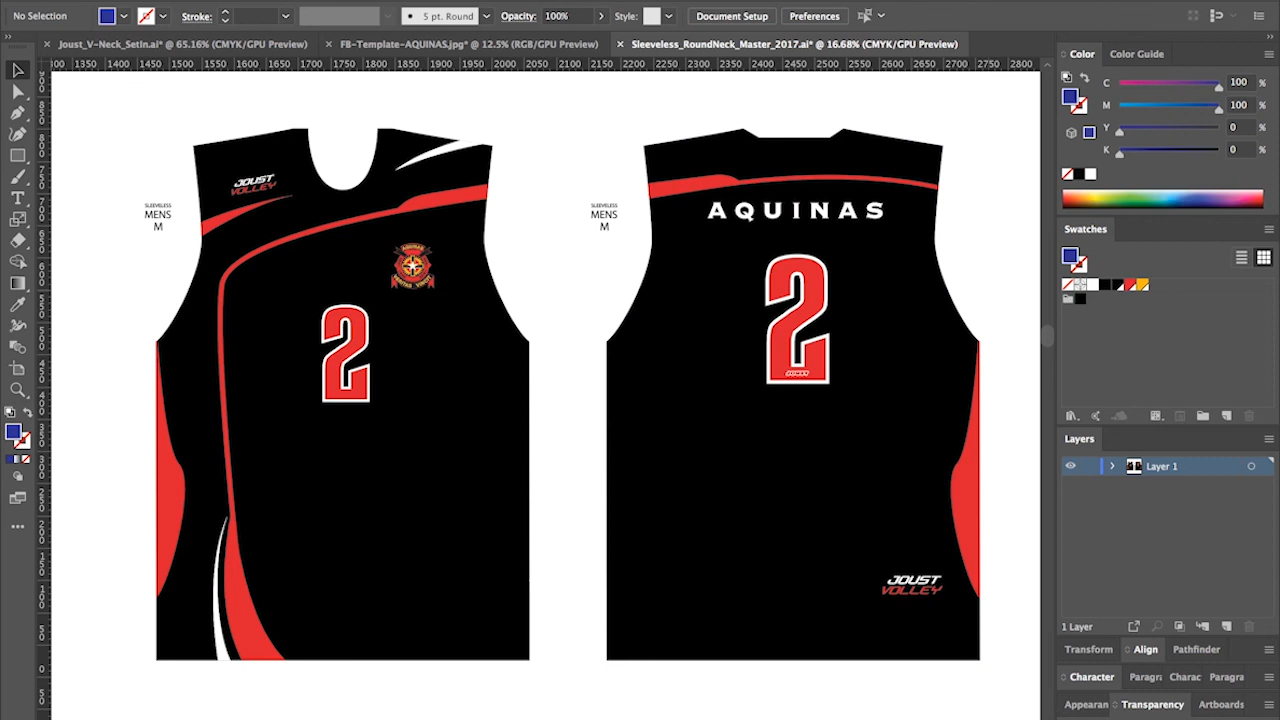 No Selection
Stroke:
5 pt. Round
Opacity:
100%
Style:
Document Setup
Preferences
Joust_V-Neck_SetIn.ai* @ 65.16% (CMYK/GPU Preview)
FB-Template-AQUINAS.jpg* @ 12.5% (RGB/GPU Preview)
Sleeveless_RoundNeck_Master_2017.ai* @ 16.68% (CMYK/GPU Preview)
1350 1400 1450 1500 1550 1600 1650 1700 1750 1800 1850 1900 1950 2000 2050 2100 2150 2200 2250 2300 2350 2400 2450 2500 2550 2600 2650 2700 2750 2800
JOUST
VOLLEY
SLEEVELESS
MENS
M
AQUINAS
2
SLEEVELESS
MENS
M
AQUINAS
2
JOUST
VOLLEY
Color
Color Guide
C 100 %
M 100 %
Y 0 %
K 0 %
Swatches
Layers
Layer 1
1 Layer
Transform
Align
Pathfinder
Character
Paragra
Charac
Paragra
Appearan
Transparency
Artboards